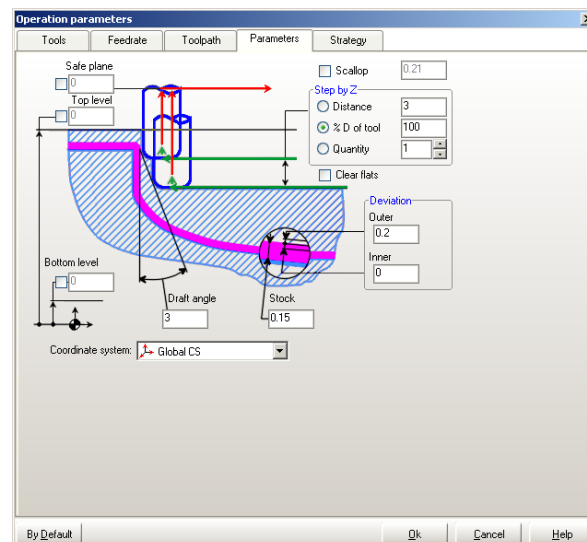 Operation parameters
Tools Feedrate Toolpath Parameters Strategy
Safe plane
0
Top level
0
Scallop 0.21
Step by Z
Distance 3
% D of tool 100
Quantity 1
Clear flats
Deviation
Outer
0.2
Inner
0
Bottom level
0
Draft angle
3
Stock
0.15
Coordinate system: Global CS
By Default Ok Cancel Help